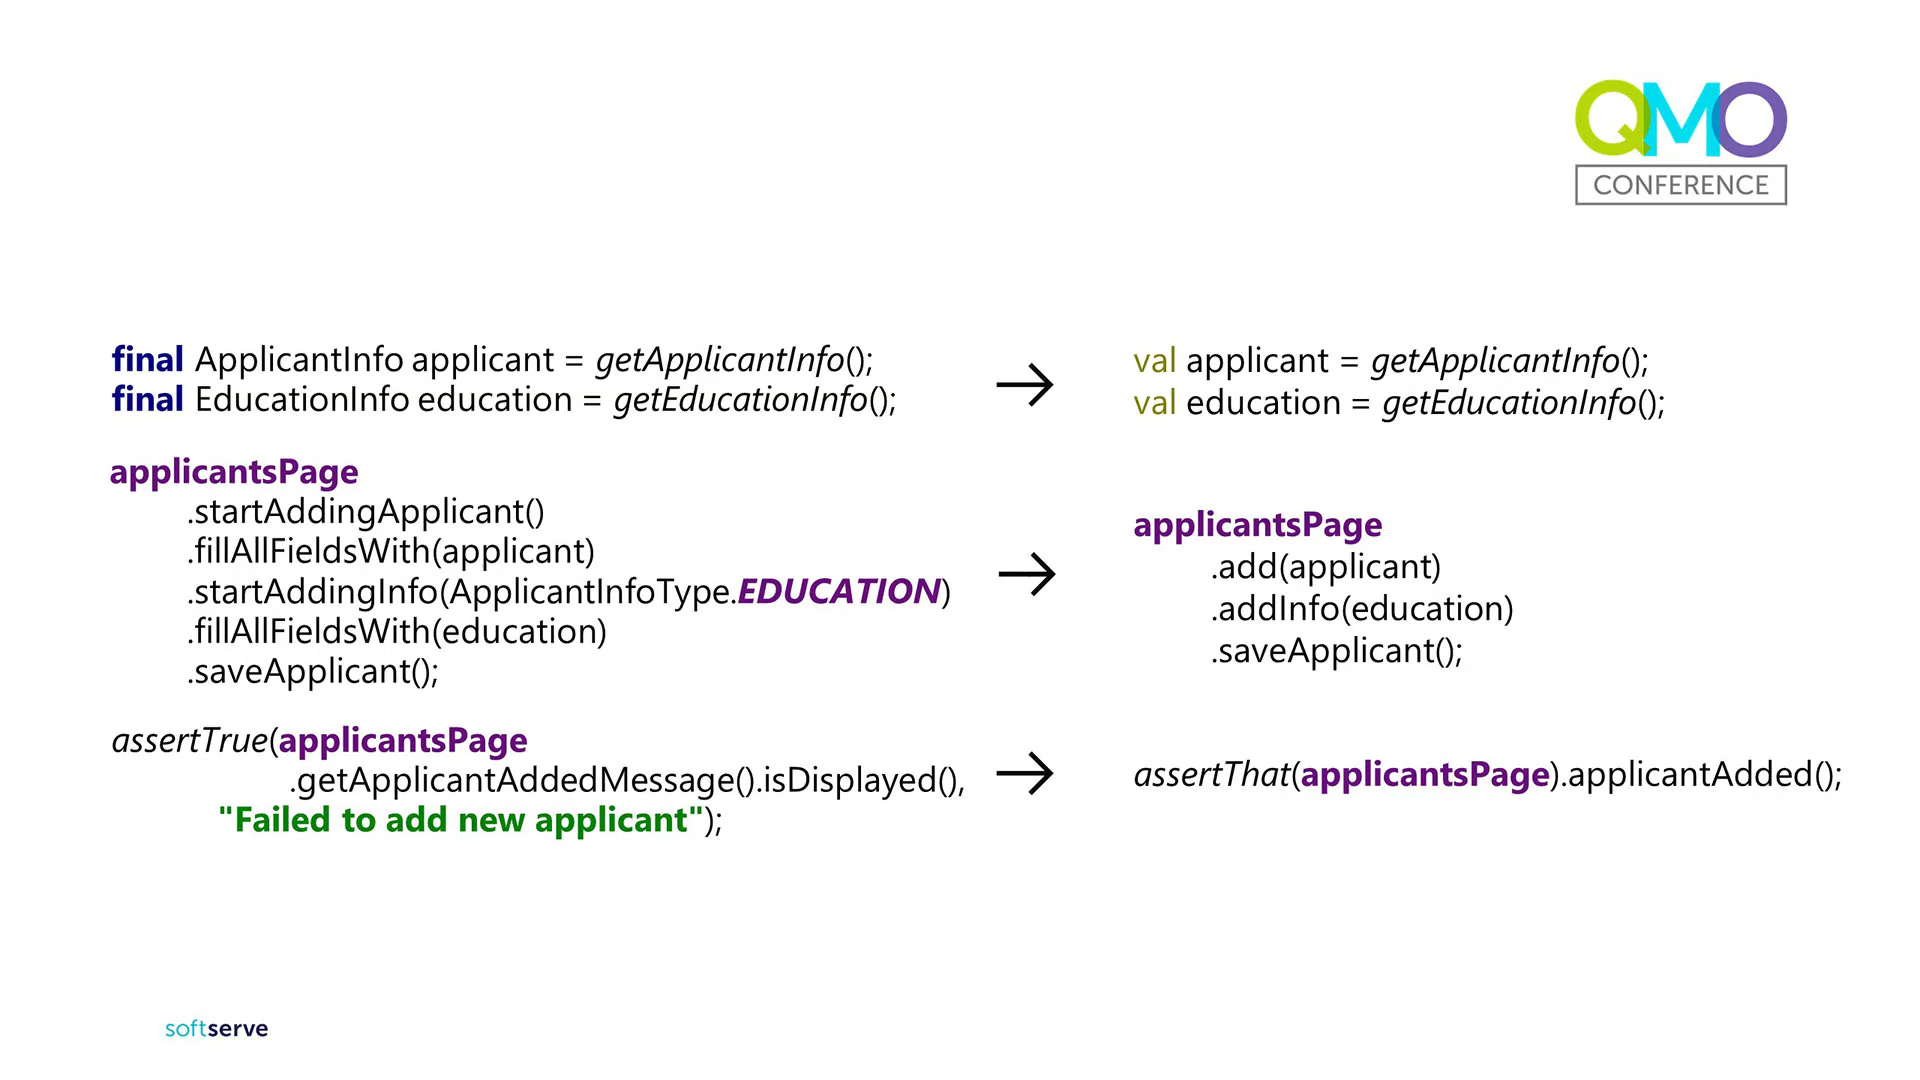 QMO
CONFERENCE
final ApplicantInfo applicant = getApplicantInfo();
final EducationInfo education = getEducationInfo();
→
val applicant = getApplicantInfo();
val education = getEducationInfo();
applicantsPage
.startAddingApplicant()
.fillAllFieldsWith(applicant)
.startAddingInfo(ApplicantInfoType.EDUCATION)
.fillAllFieldsWith(education)
.saveApplicant();
→
applicantsPage
.add(applicant)
.addInfo(education)
.saveApplicant();
assertTrue(applicantsPage
.getApplicantAddedMessage().isDisplayed(),
"Failed to add new applicant");
→
assertThat(applicantsPage).applicantAdded();
softserve